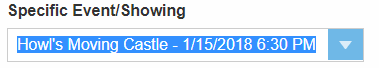 Specific Event/Showing
Howl's Moving Castle - 1/15/2018 6:30 PM